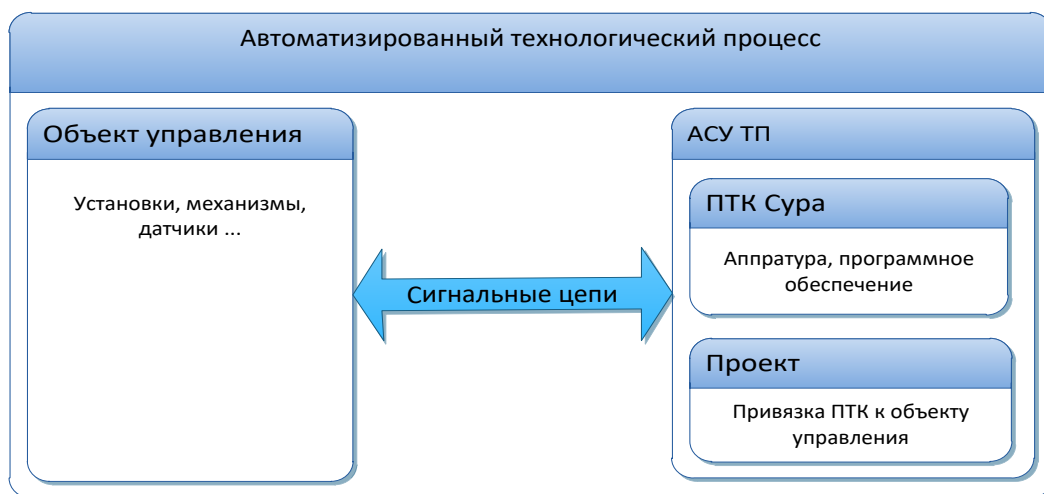 Автоматизированный технологический процесс
Объект управления
Установки, механизмы,
датчики ...
Сигнальные цепи
АСУ ТП
ПТК Сура
Аппратура, программное
обеспечение
Проект
Привязка ПТК к объекту
управления